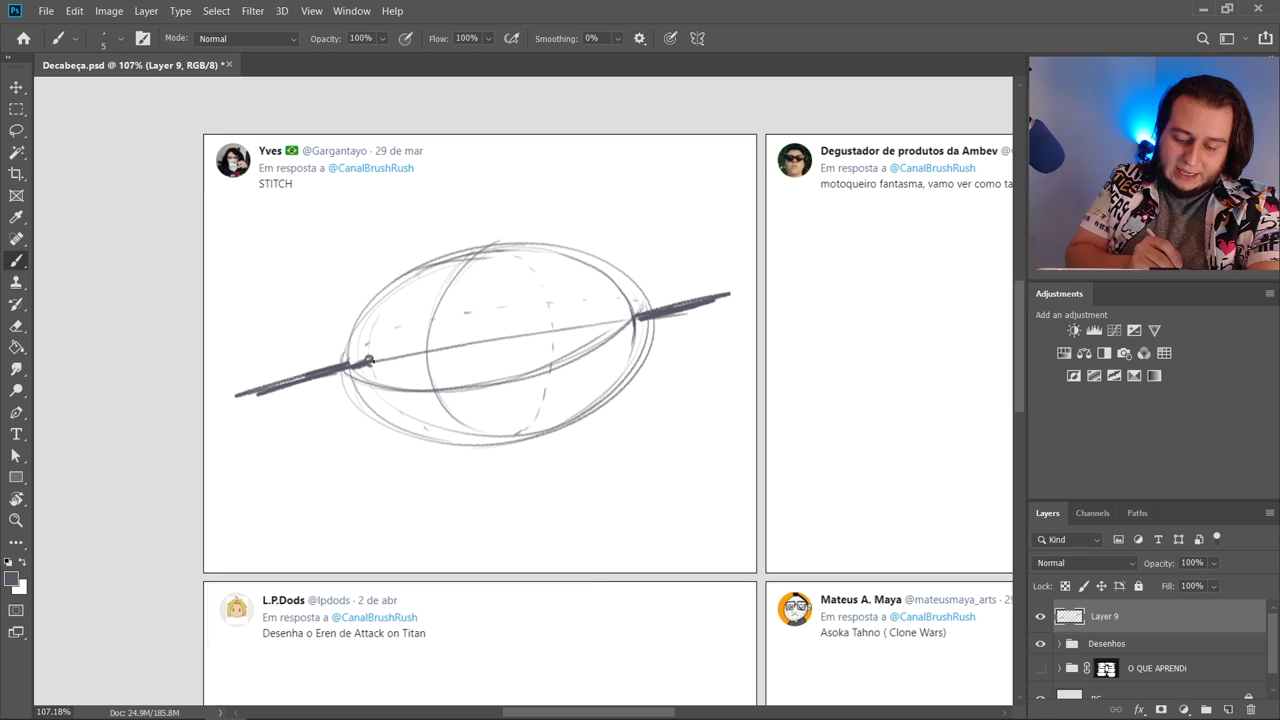 Ps File Edit Image Layer Type Select Filter 3D View Window Help
5 Mode: Normal Opacity: 100% Flow: 100% Smoothing: 0%
Decabeça.psd @ 107% (Layer 9, RGB/8) *
Yves @Gargantayo · 29 de mar
Em resposta a @CanalBrushRush
STITCH
Degustador de produtos da Ambev
Em resposta a @CanalBrushRush
motoqueiro fantasma, vamo ver como
L.P.Dods @lpdods · 2 de abr
Em resposta a @CanalBrushRush
Desenha o Eren de Attack on Titan
Mateus A. Maya @mateusmaya_arts ·
Em resposta a @CanalBrushRush
Asoka Tahno ( Clone Wars)
Adjustments
Add an adjustment
Layers Channels Paths
Kind
Normal Opacity: 100%
Lock: Fill: 100%
Layer 9
Desenhos
O QUE APRENDi
107.18% Doc: 24.9M/185.8M